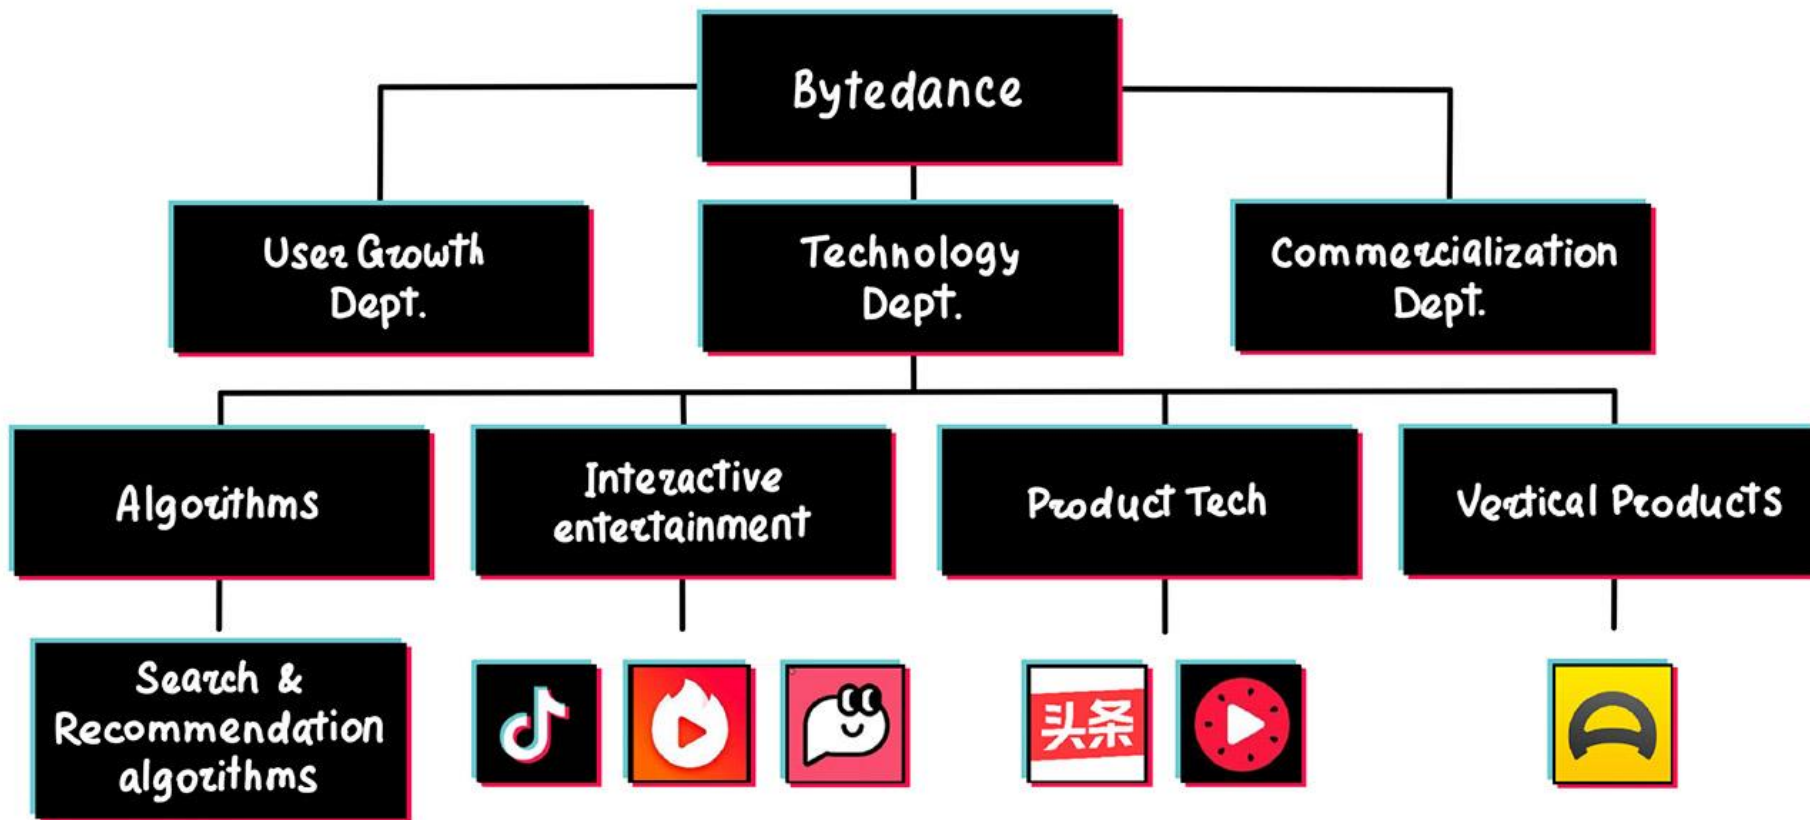 Bytedance
User Growth
Dept.
Technology
Dept.
Commercialization
Dept.
Algorithms
Interactive
entertainment
Product Tech
Vertical Products
Search &
Recommendation
algorithms
头条